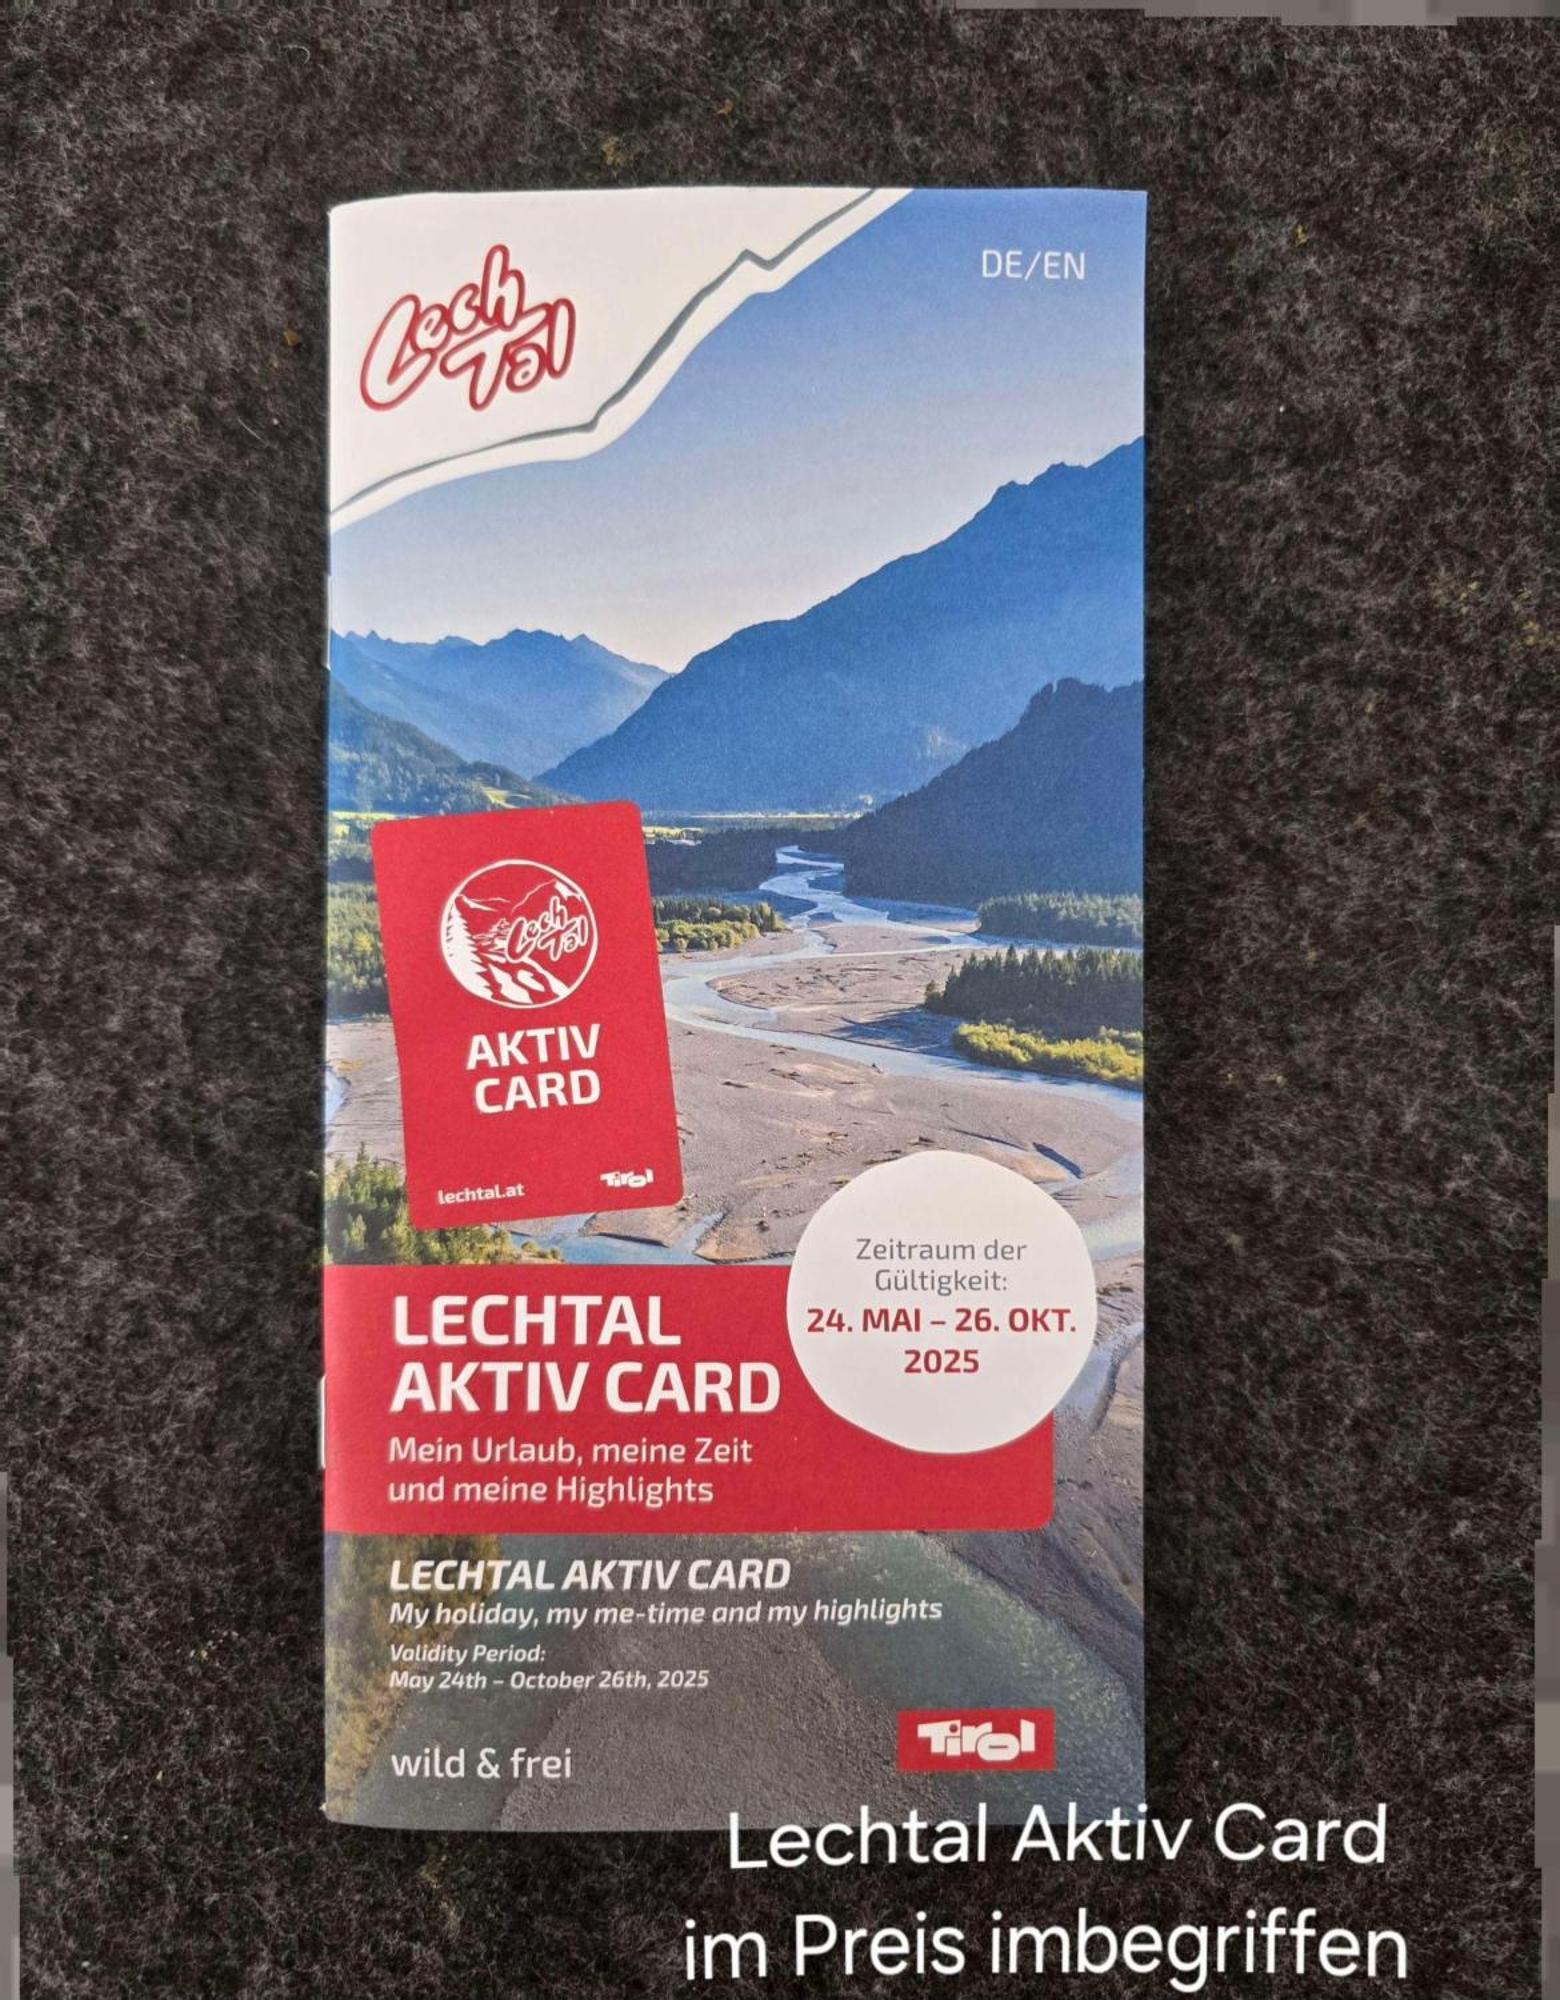 Lech
Tal
DE/EN
Lech
Tal
AKTIV
CARD
lechtal.at
Tirol
Zeitraum der
Gültigkeit:
24. MAI – 26. OKT.
2025
LECHTAL
AKTIV CARD
Mein Urlaub, meine Zeit
und meine Highlights
LECHTAL AKTIV CARD
My holiday, my me-time and my highlights
Validity Period:
May 24th – October 26th, 2025
wild & frei
Tirol
Lechtal Aktiv Card
im Preis imbegriffen